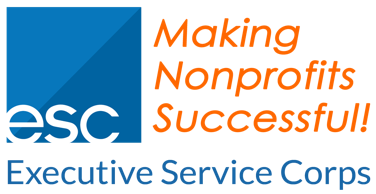 Making
Nonprofits
Successful!
esc
Executive Service Corps